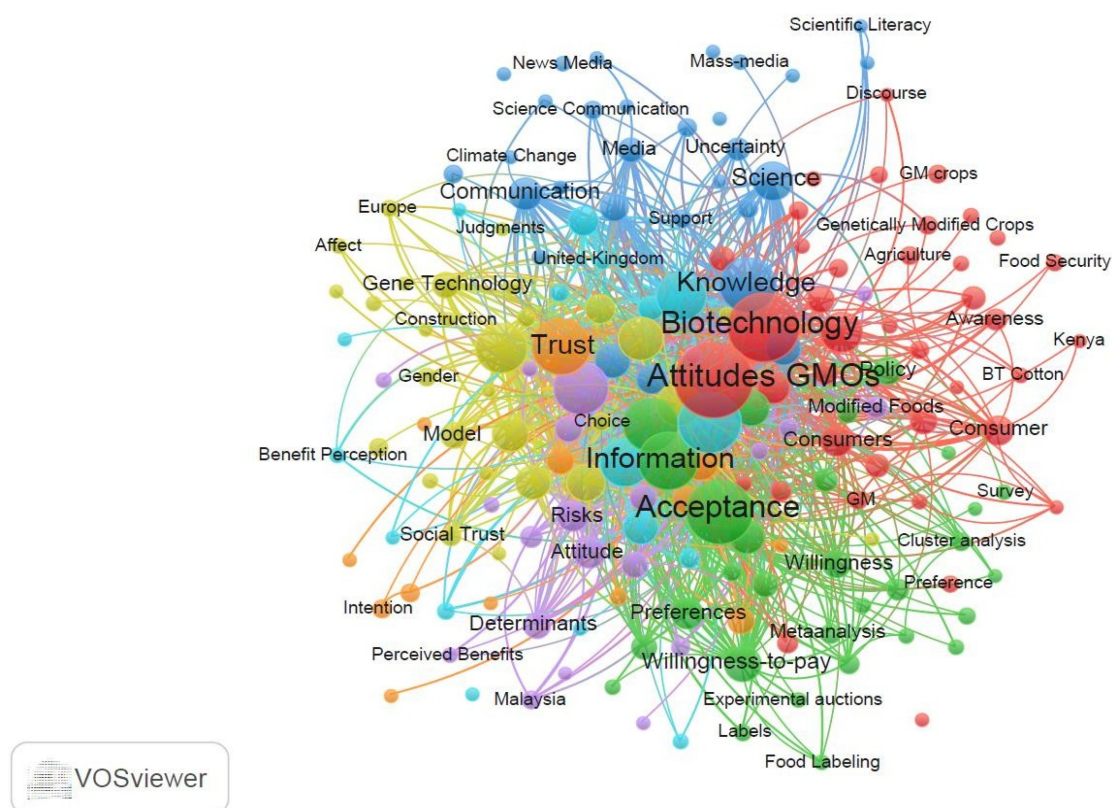 Scientific Literacy
News Media
Mass-media
Discourse
Science Communication
Media
Uncertainty
Climate Change
Science
GM crops
Communication
Europe
Support
Judgments
Genetically Modified Crops
Affect
United-Kingdom
Agriculture
Food Security
Gene Technology
Knowledge
Construction
Biotechnology
Awareness
Trust
Kenya
Attitudes GMOs
Policy
BT Cotton
Gender
Choice
Modified Foods
Model
Consumers
Consumer
Benefit Perception
Information
Survey
GM
Acceptance
Risks
Social Trust
Cluster analysis
Attitude
Willingness
Preference
Intention
Preferences
Determinants
Metaanalysis
Perceived Benefits
Willingness-to-pay
Malaysia
Experimental auctions
Labels
Food Labeling
VOSviewer